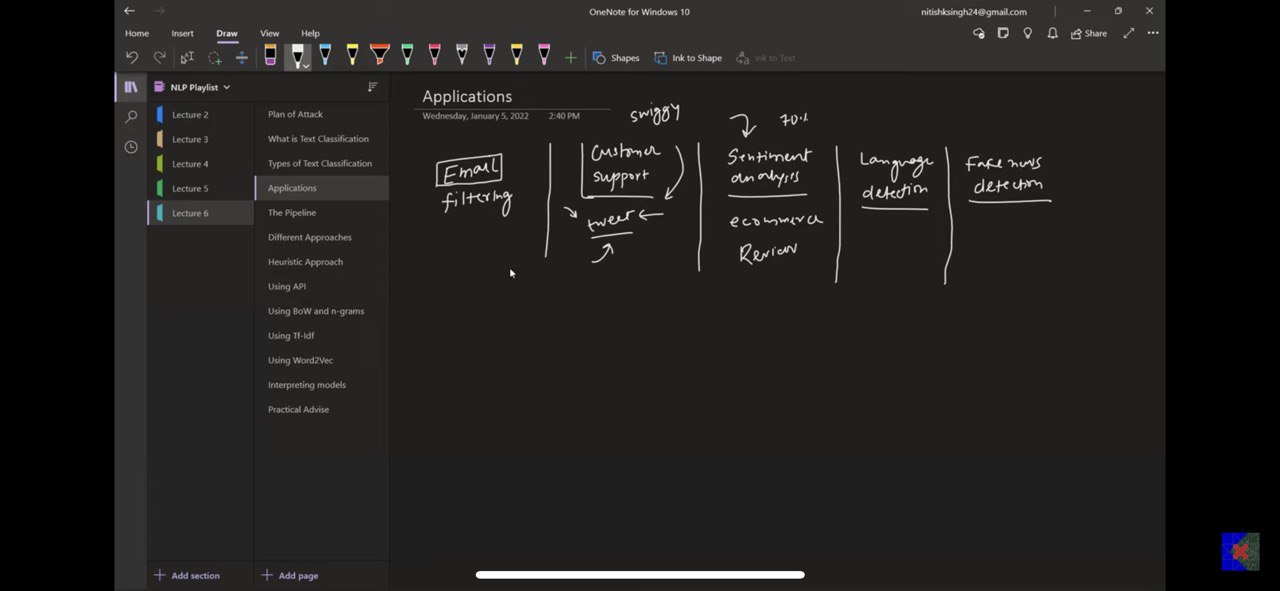 OneNote for Windows 10
nitishksingh24@gmail.com
Home Insert Draw View Help
Share
Shapes
Ink to Shape
Ink to Text
NLP Playlist
Lecture 2
Lecture 3
Lecture 4
Lecture 5
Lecture 6
Plan of Attack
What is Text Classification
Types of Text Classification
Applications
The Pipeline
Different Approaches
Heuristic Approach
Using API
Using BoW and n-grams
Using Tf-Idf
Using Word2Vec
Interpreting models
Practical Advise
Add section
Add page
Applications
Wednesday, January 5, 2022 2:40 PM
swiggy
70%
Email
filtering
Customer
support
tweet
Sentiment
analysis
ecommerce
Review
Language
detection
Fake news
detection